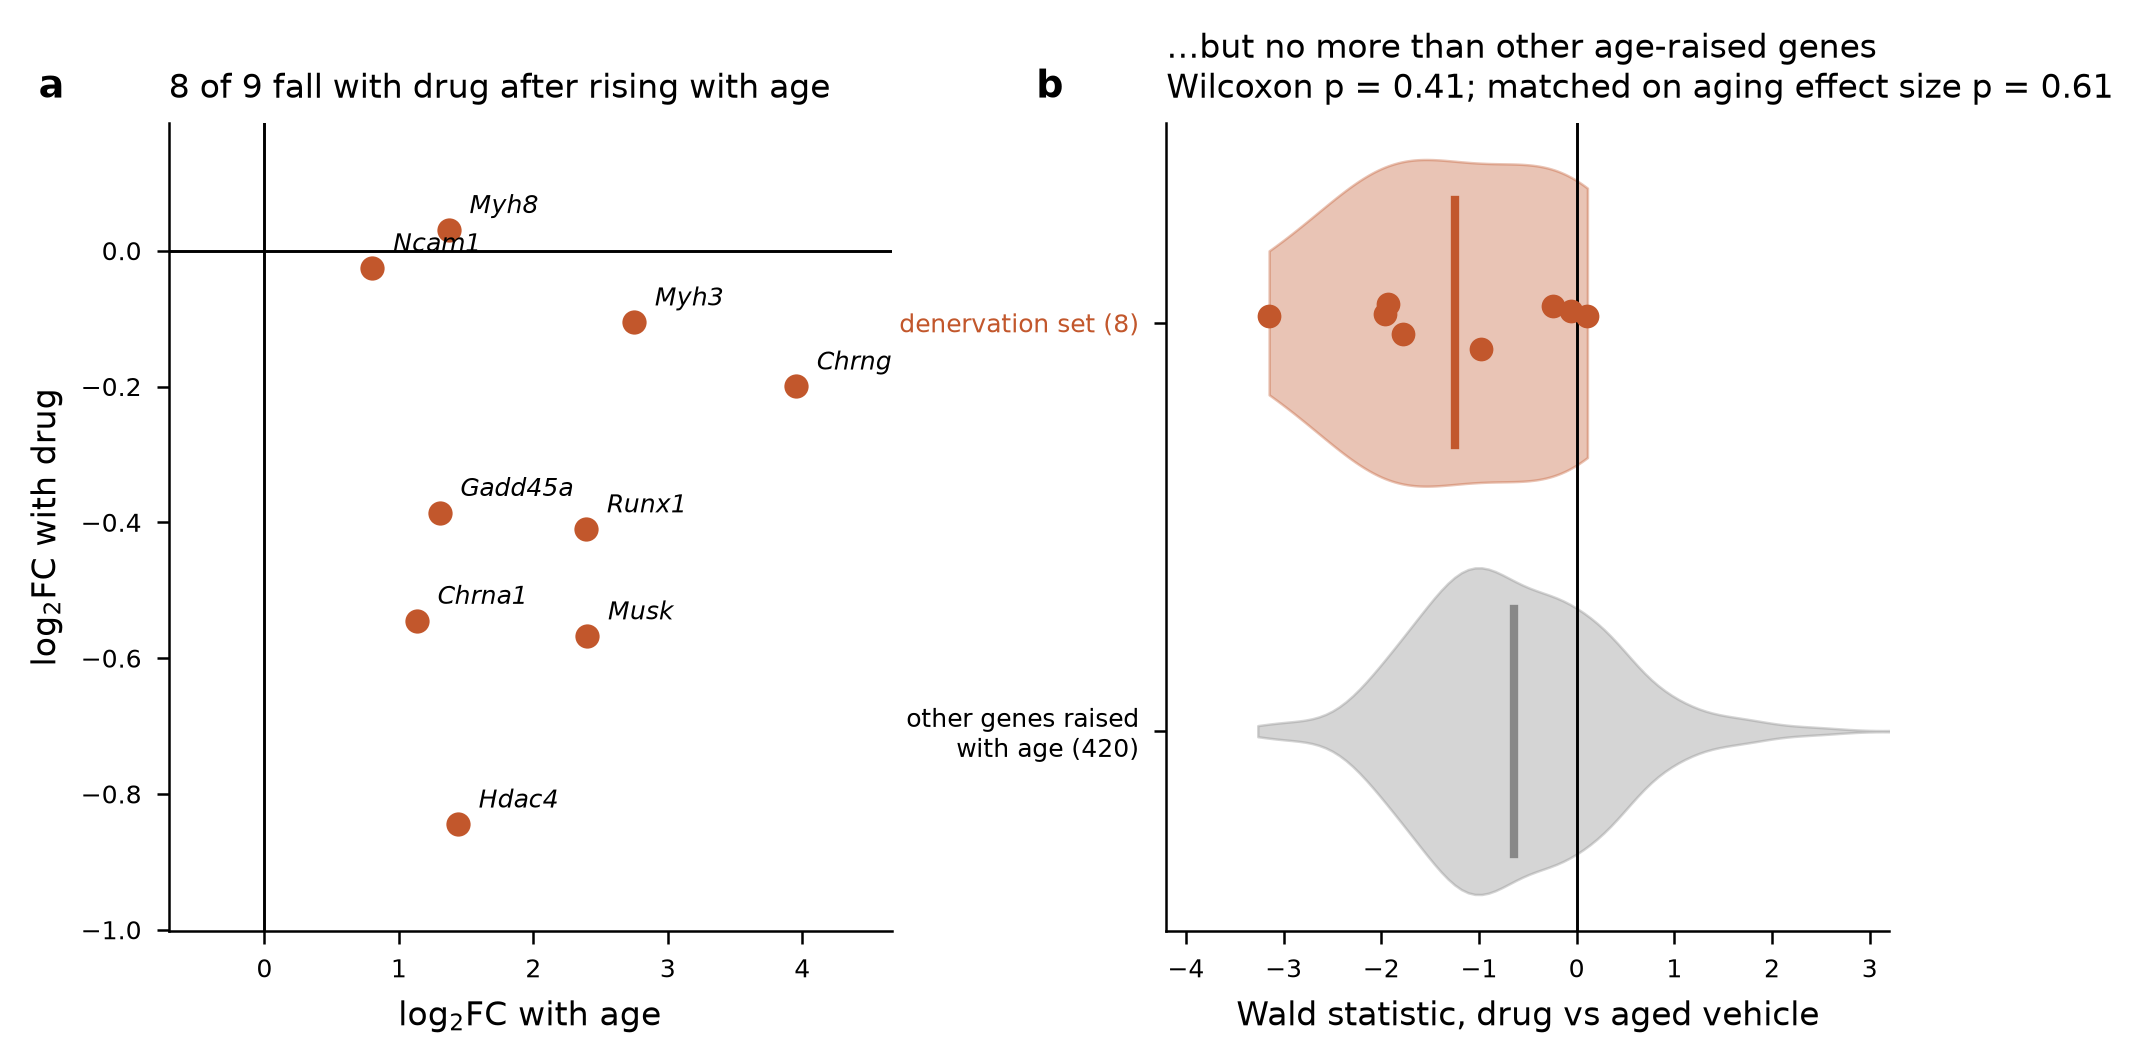 a
8 of 9 fall with drug after rising with age
Myh8
Ncam1
Myh3
Chrng
Gadd45a
Runx1
Chrna1
Musk
Hdac4
0.0
−0.2
−0.4
−0.6
−0.8
−1.0
log₂FC with drug
0 1 2 3 4
log₂FC with age
b
...but no more than other age-raised genes
Wilcoxon p = 0.41; matched on aging effect size p = 0.61
denervation set (8)
other genes raised
with age (420)
−4 −3 −2 −1 0 1 2 3
Wald statistic, drug vs aged vehicle